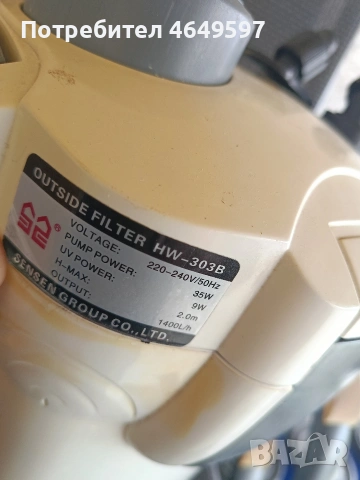 Потребител 4649597
OUTSIDE FILTER HW-303B
VOLTAGE: 220-240V/50Hz
PUMP POWER: 35W
UV POWER: 9W
H-MAX: 2.0m
OUTPUT: 1400L/h
SENSEN GROUP CO., LTD.
BAZAR